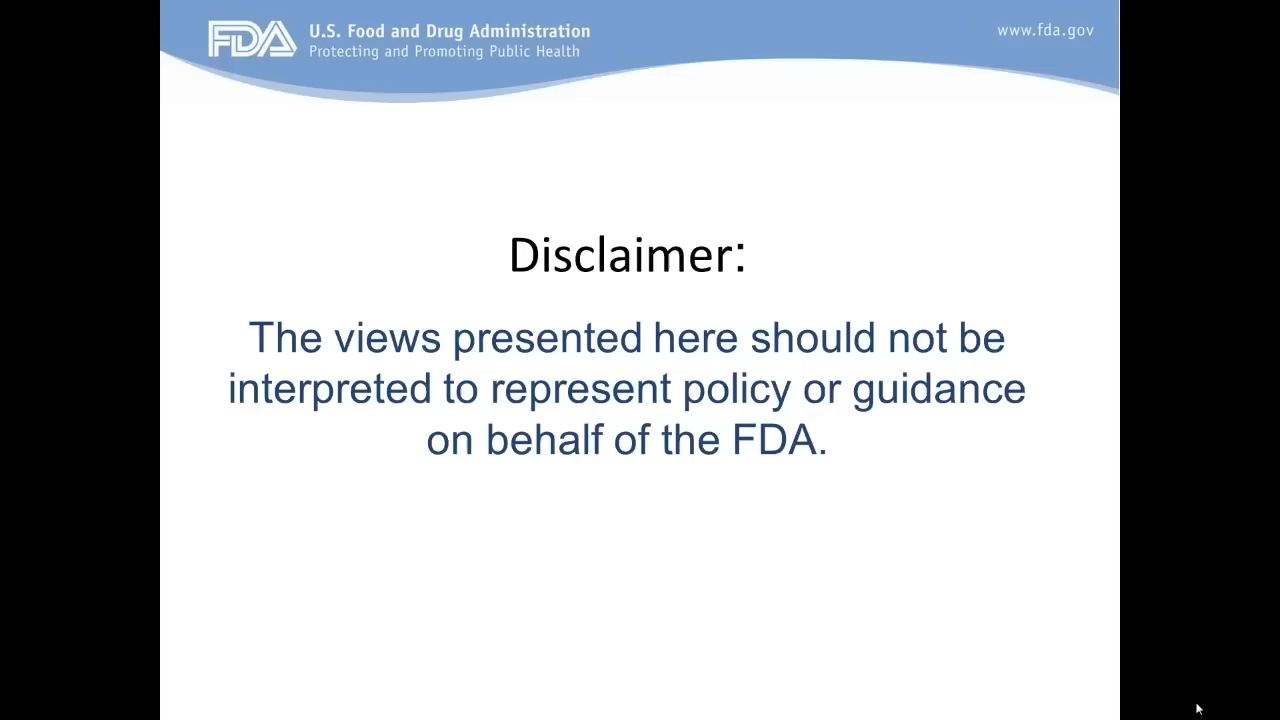 FDA
U.S. Food and Drug Administration
Protecting and Promoting Public Health
www.fda.gov
Disclaimer:
The views presented here should not be
interpreted to represent policy or guidance
on behalf of the FDA.